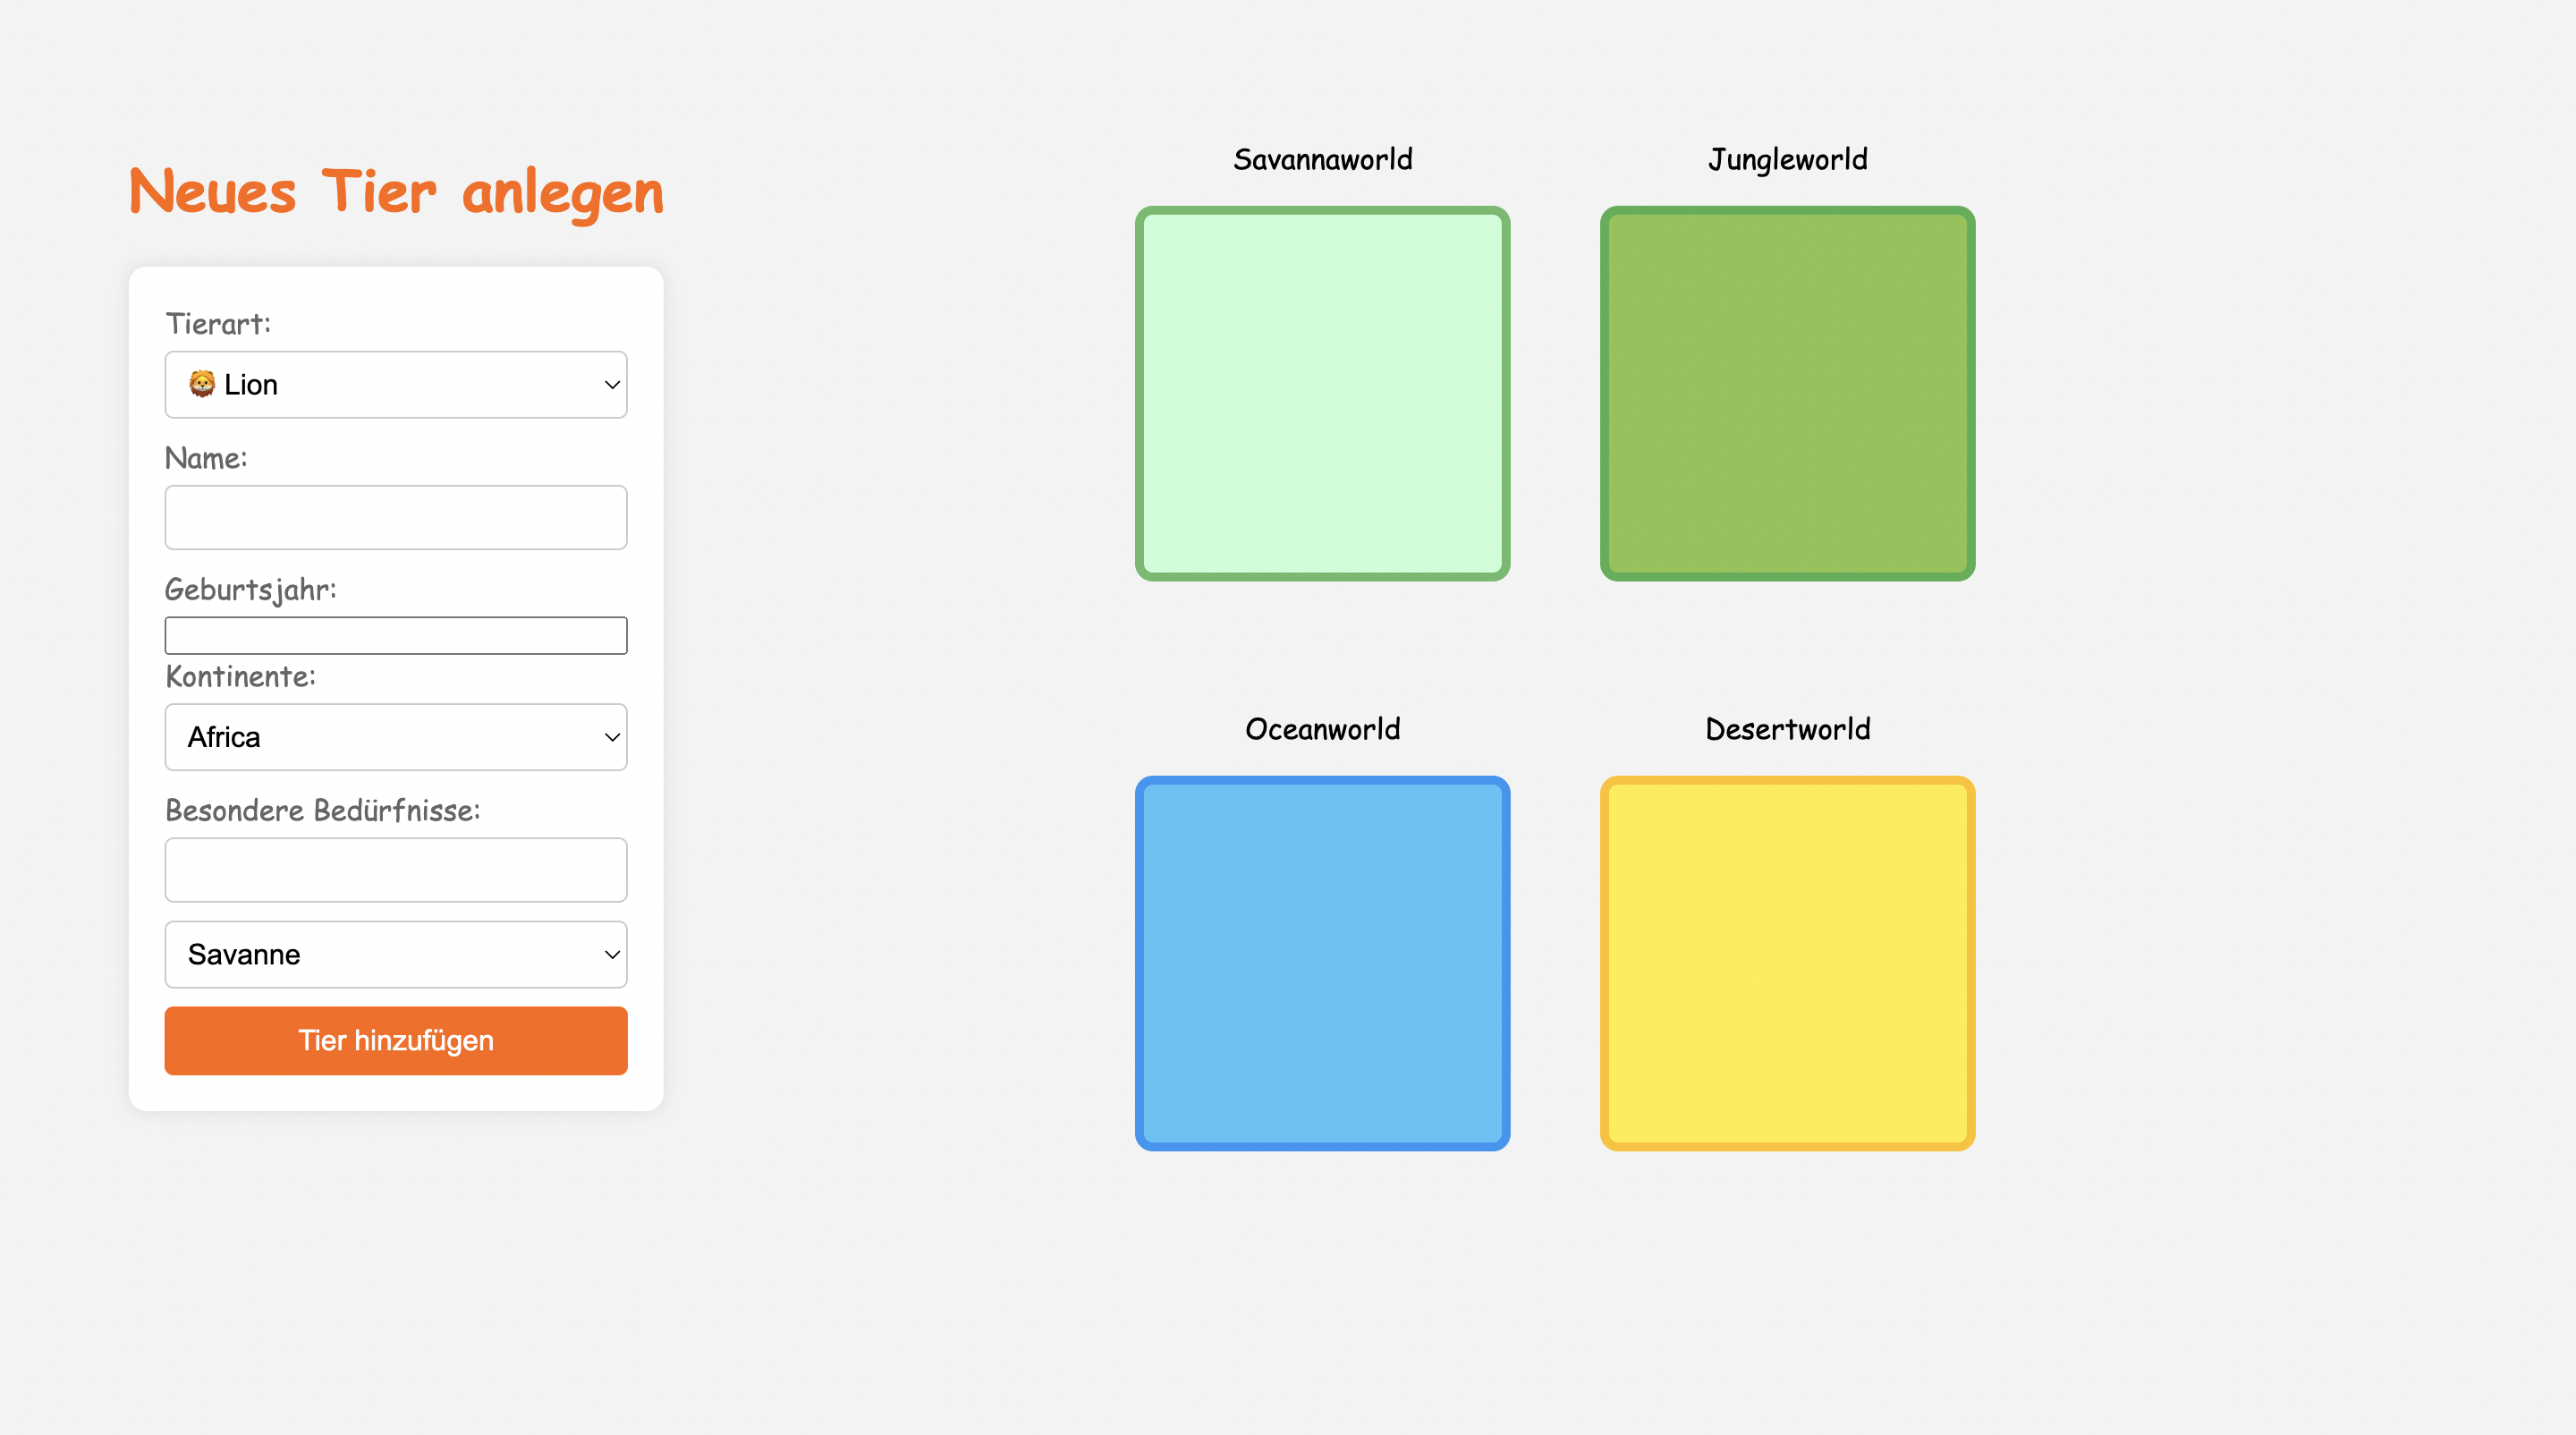 Neues Tier anlegen
Tierart:
🦁 Lion
Name:
Geburtsjahr:
Kontinente:
Africa
Besondere Bedürfnisse:
Savanne
Tier hinzufügen
Savannaworld
Jungleworld
Oceanworld
Desertworld